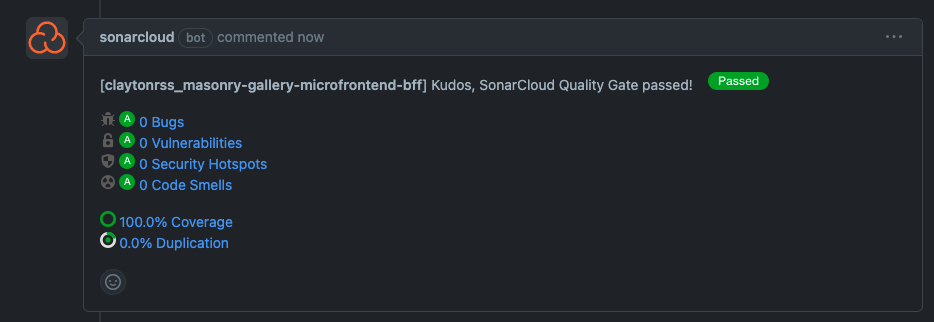 sonarcloud bot commented now
[claytonrss_masonry-gallery-microfrontend-bff] Kudos, SonarCloud Quality Gate passed! Passed
A 0 Bugs
A 0 Vulnerabilities
A 0 Security Hotspots
A 0 Code Smells
100.0% Coverage
0.0% Duplication